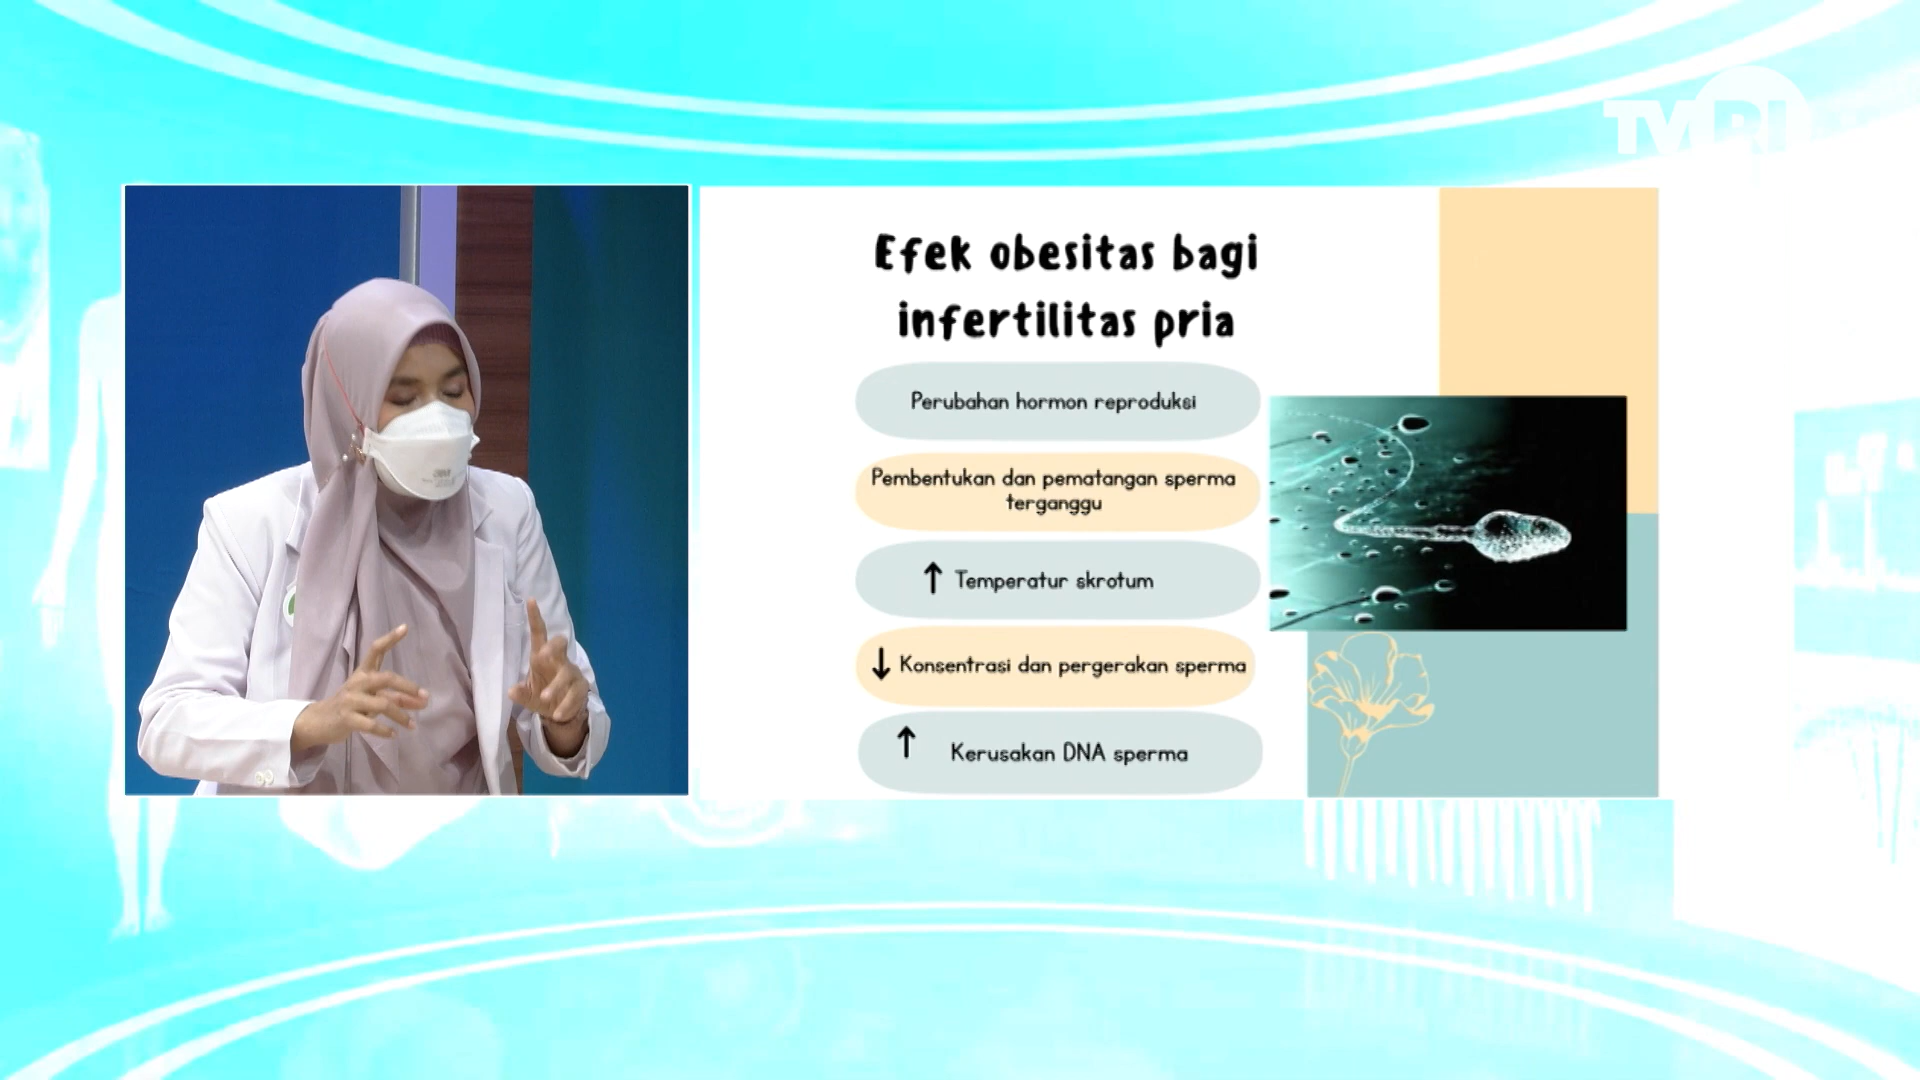 TVRI
Efek obesitas bagi
infertilitas pria
Perubahan hormon reproduksi
Pembentukan dan pematangan sperma
terganggu
↑ Temperatur skrotum
↓ Konsentrasi dan pergerakan sperma
↑ Kerusakan DNA sperma